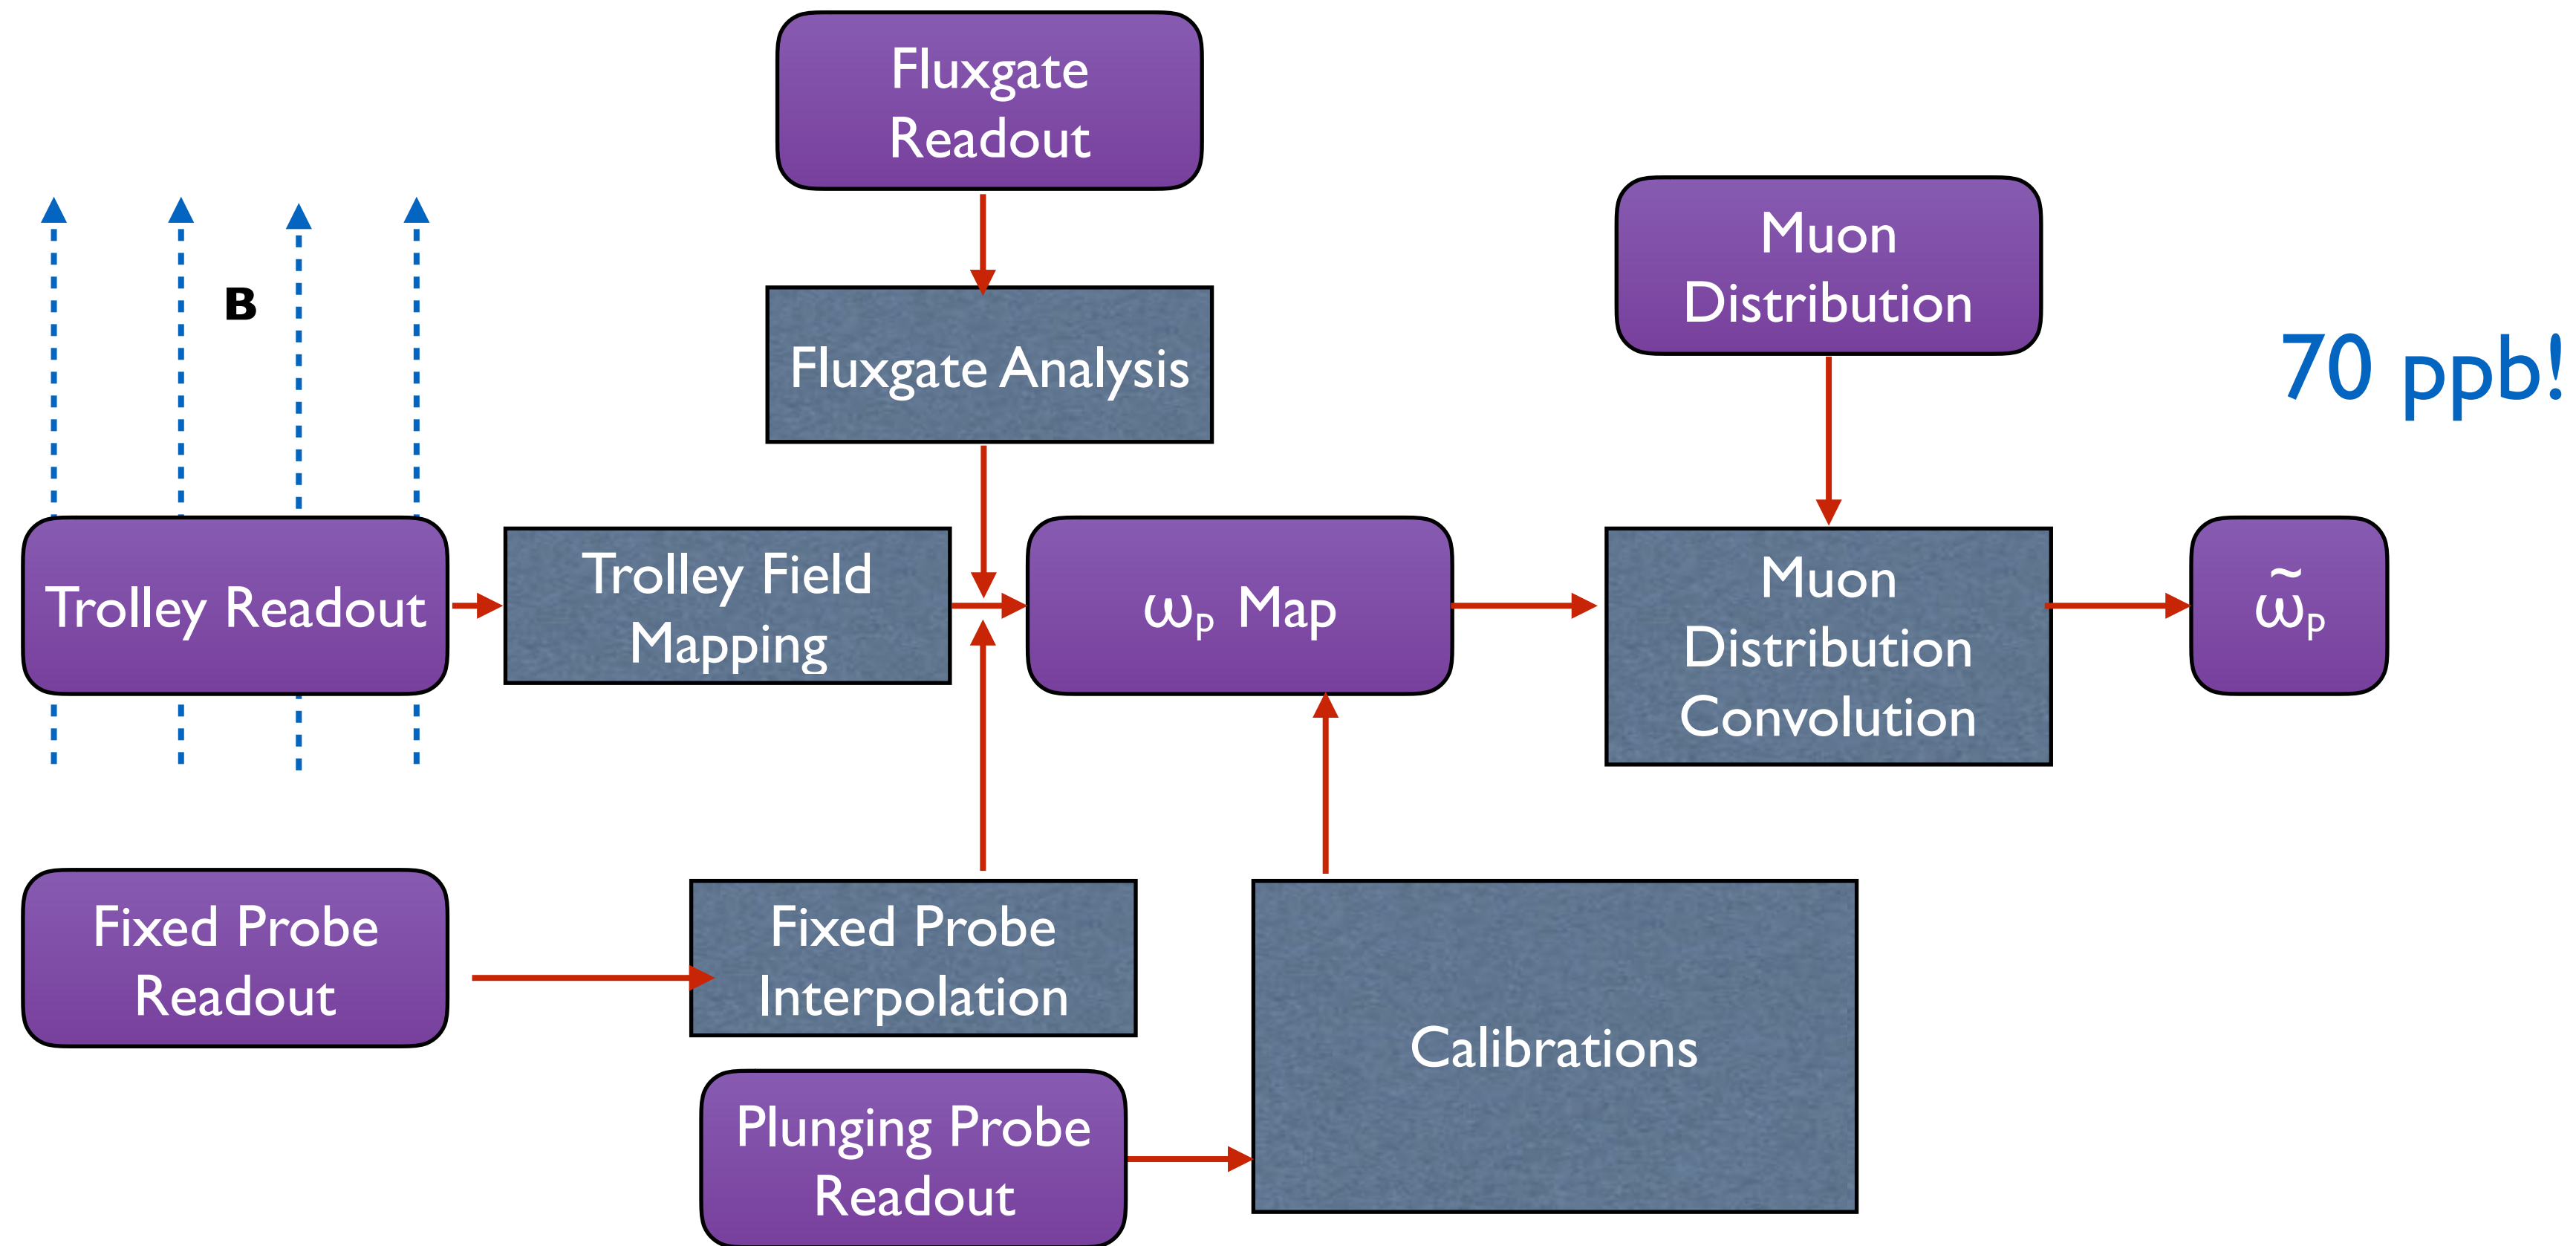 Fluxgate
Readout
Muon
Distribution
B
Fluxgate Analysis
70 ppb!
Trolley Readout
Trolley Field
Mapping
ωₚ Map
Muon
Distribution
Convolution
ω̃ₚ
Fixed Probe
Readout
Fixed Probe
Interpolation
Calibrations
Plunging Probe
Readout